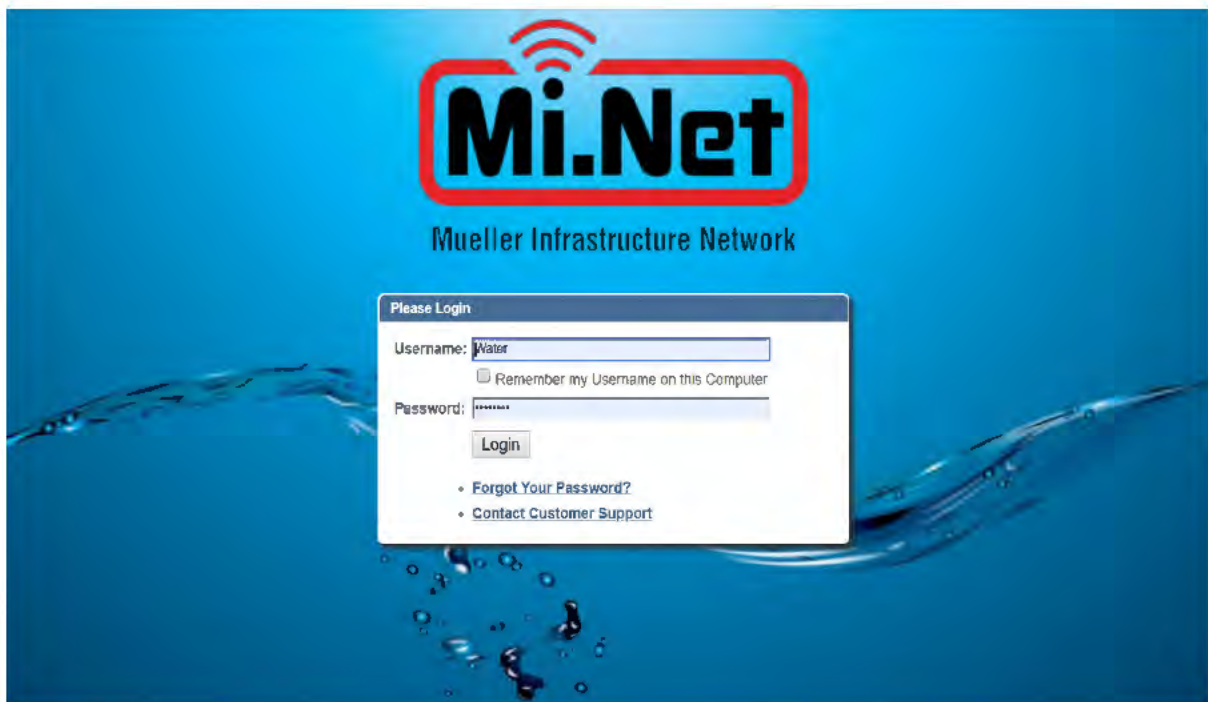 Mi.Net
Mueller Infrastructure Network
Please Login
Username: Water
Remember my Username on this Computer
Password: ********
Login
Forgot Your Password?
Contact Customer Support